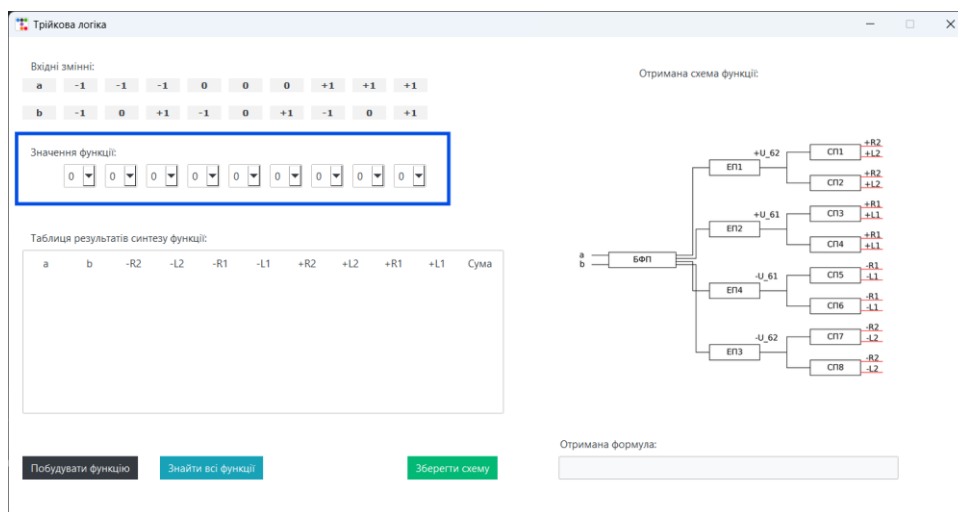 Трійкова логіка
Вхідні змінні:
a -1 -1 -1 0 0 0 +1 +1 +1
b -1 0 +1 -1 0 +1 -1 0 +1
Значення функції:
0 0 0 0 0 0 0 0 0
Таблиця результатів синтезу функції:
a b -R2 -L2 -R1 -L1 +R2 +L2 +R1 +L1 Сума
Побудувати функцію
Знайти всі функції
Зберегти схему
Отримана схема функції:
a
b
БФП
ЕП1
+U_62
СП1
+R2
+L2
СП2
+R2
+L2
ЕП2
+U_61
СП3
+R1
+L1
СП4
+R1
+L1
ЕП4
-U_61
СП5
-R1
-L1
СП6
-R1
-L1
ЕП3
-U_62
СП7
-R2
-L2
СП8
-R2
-L2
Отримана формула: